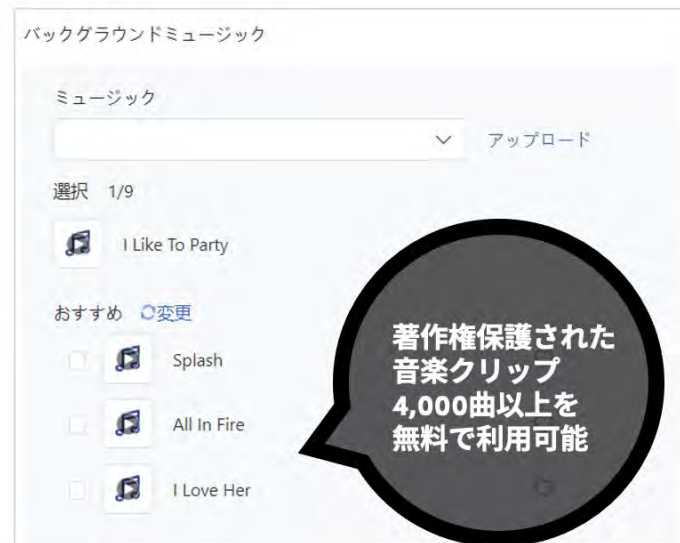 バックグラウンドミュージック
ミュージック
アップロード
選択 1/9
I Like To Party
おすすめ 変更
Splash
All In Fire
I Love Her
著作権保護された
音楽クリップ
4,000曲以上を
無料で利用可能